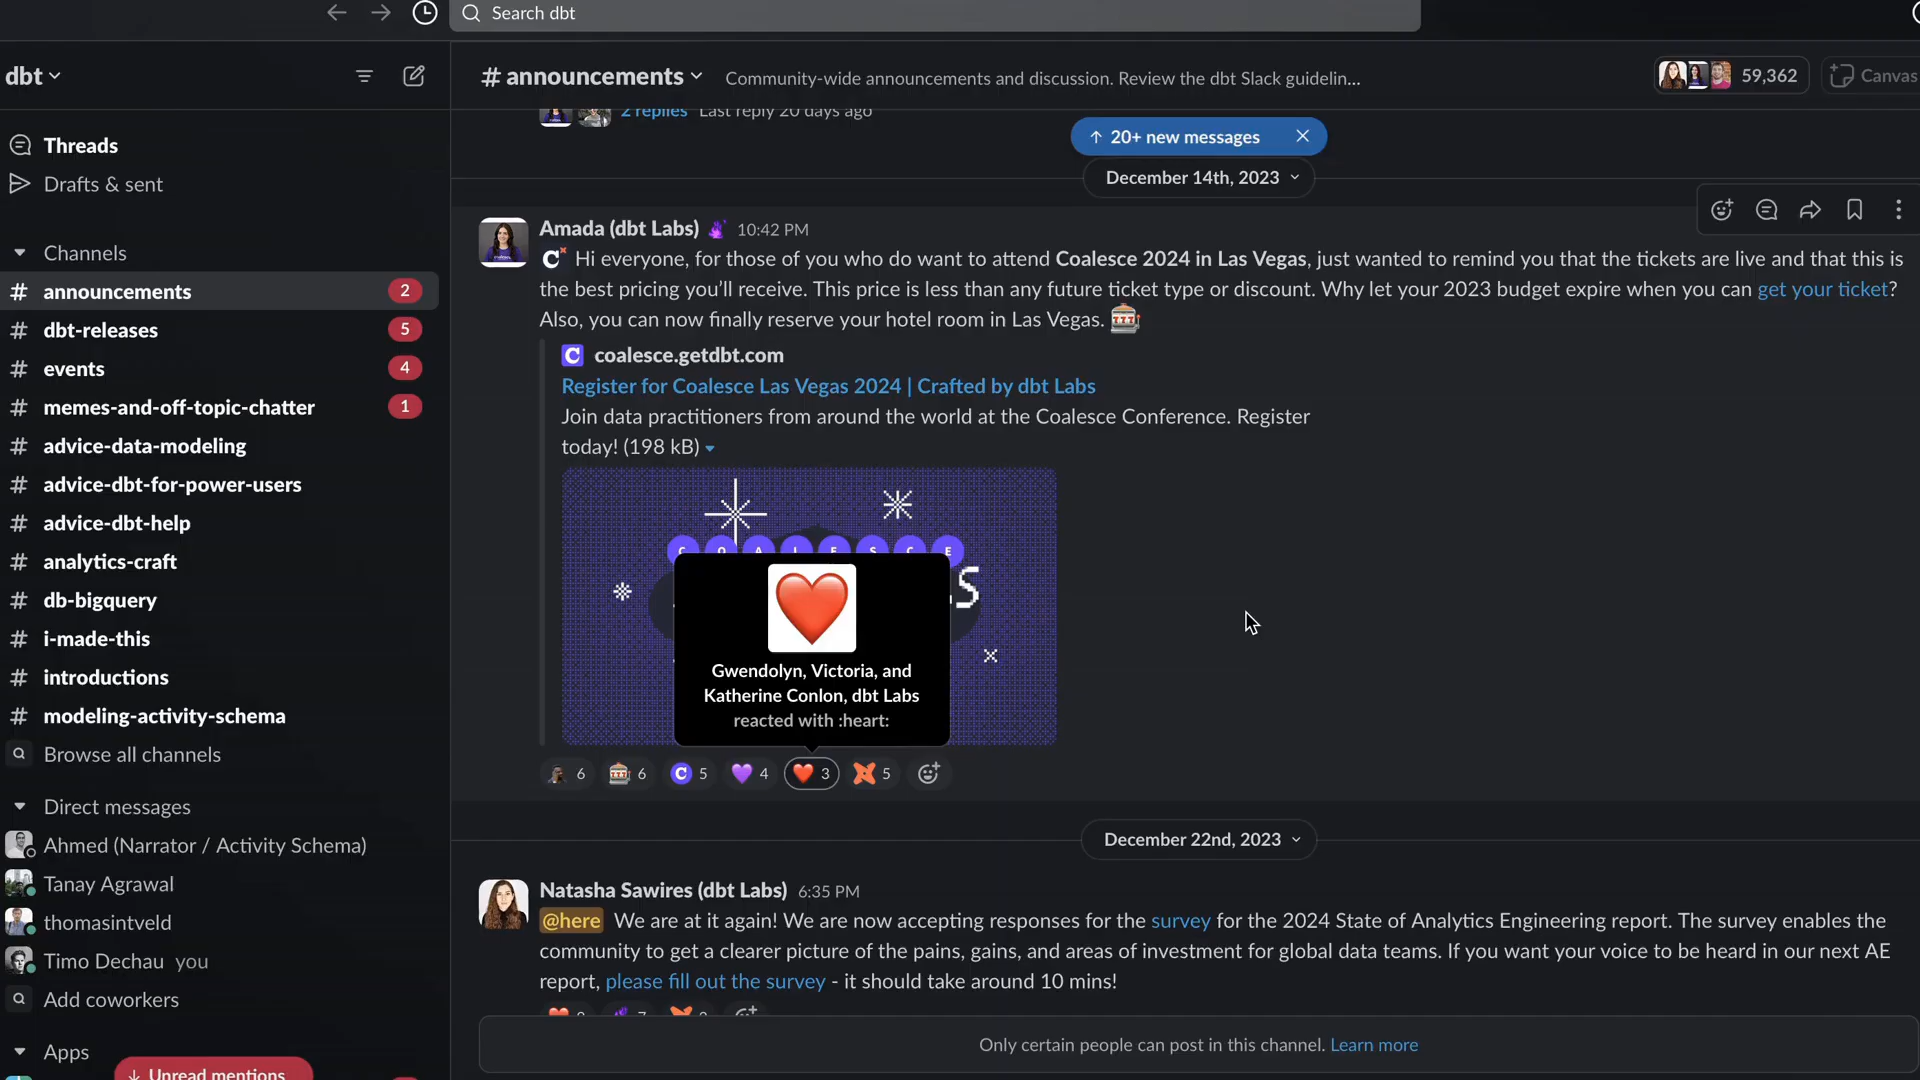 Search dbt
dbt
Threads
Drafts & sent
Channels
# announcements 2
# dbt-releases 5
# events 4
# memes-and-off-topic-chatter 1
# advice-data-modeling
# advice-dbt-for-power-users
# advice-dbt-help
# analytics-craft
# db-bigquery
# i-made-this
# introductions
# modeling-activity-schema
Browse all channels
Direct messages
Ahmed (Narrator / Activity Schema)
Tanay Agrawal
thomasintveld
Timo Dechau you
Add coworkers
Apps
Unread mentions
# announcements Community-wide announcements and discussion. Review the dbt Slack guidelin...
59,362
Canvas
2 replies Last reply 20 days ago
20+ new messages
December 14th, 2023
Amada (dbt Labs) 10:42 PM
Hi everyone, for those of you who do want to attend Coalesce 2024 in Las Vegas, just wanted to remind you that the tickets are live and that this is
the best pricing you'll receive. This price is less than any future ticket type or discount. Why let your 2023 budget expire when you can get your ticket?
Also, you can now finally reserve your hotel room in Las Vegas.
C coalesce.getdbt.com
Register for Coalesce Las Vegas 2024 | Crafted by dbt Labs
Join data practitioners from around the world at the Coalesce Conference. Register
today! (198 kB)
COALESCE
S
Gwendolyn, Victoria, and
Katherine Conlon, dbt Labs
reacted with :heart:
6 6 C 5 4 3 5
December 22nd, 2023
Natasha Sawires (dbt Labs) 6:35 PM
@here We are at it again! We are now accepting responses for the survey for the 2024 State of Analytics Engineering report. The survey enables the
community to get a clearer picture of the pains, gains, and areas of investment for global data teams. If you want your voice to be heard in our next AE
report, please fill out the survey - it should take around 10 mins!
Only certain people can post in this channel. Learn more